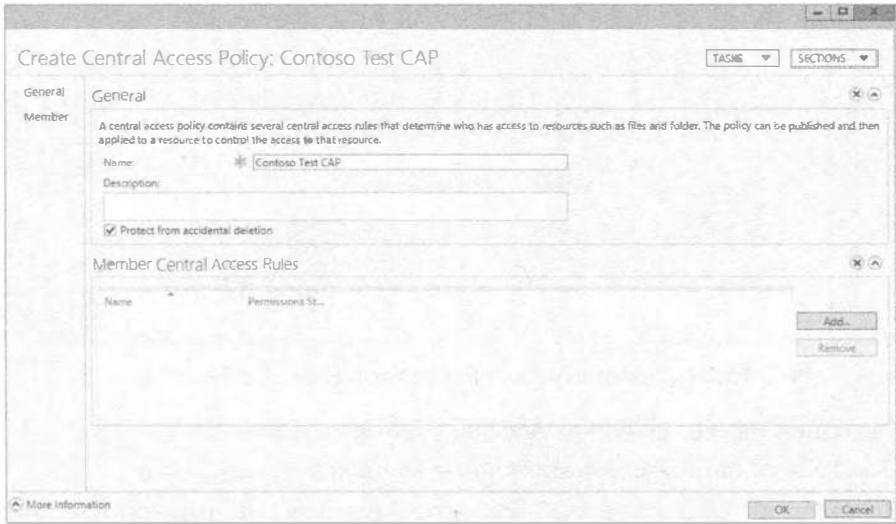 Create Central Access Policy: Contoso Test CAP
TASKS
SECTIONS
General
Member
General
A central access policy contains several central access rules that determine who has access to resources such as files and folder. The policy can be published and then
applied to a resource to control the access to that resource.
Name:
Contoso Test CAP
Description:
Protect from accidental deletion
Member Central Access Rules
Name
Permissions St...
Add...
Remove
More Information
OK
Cancel